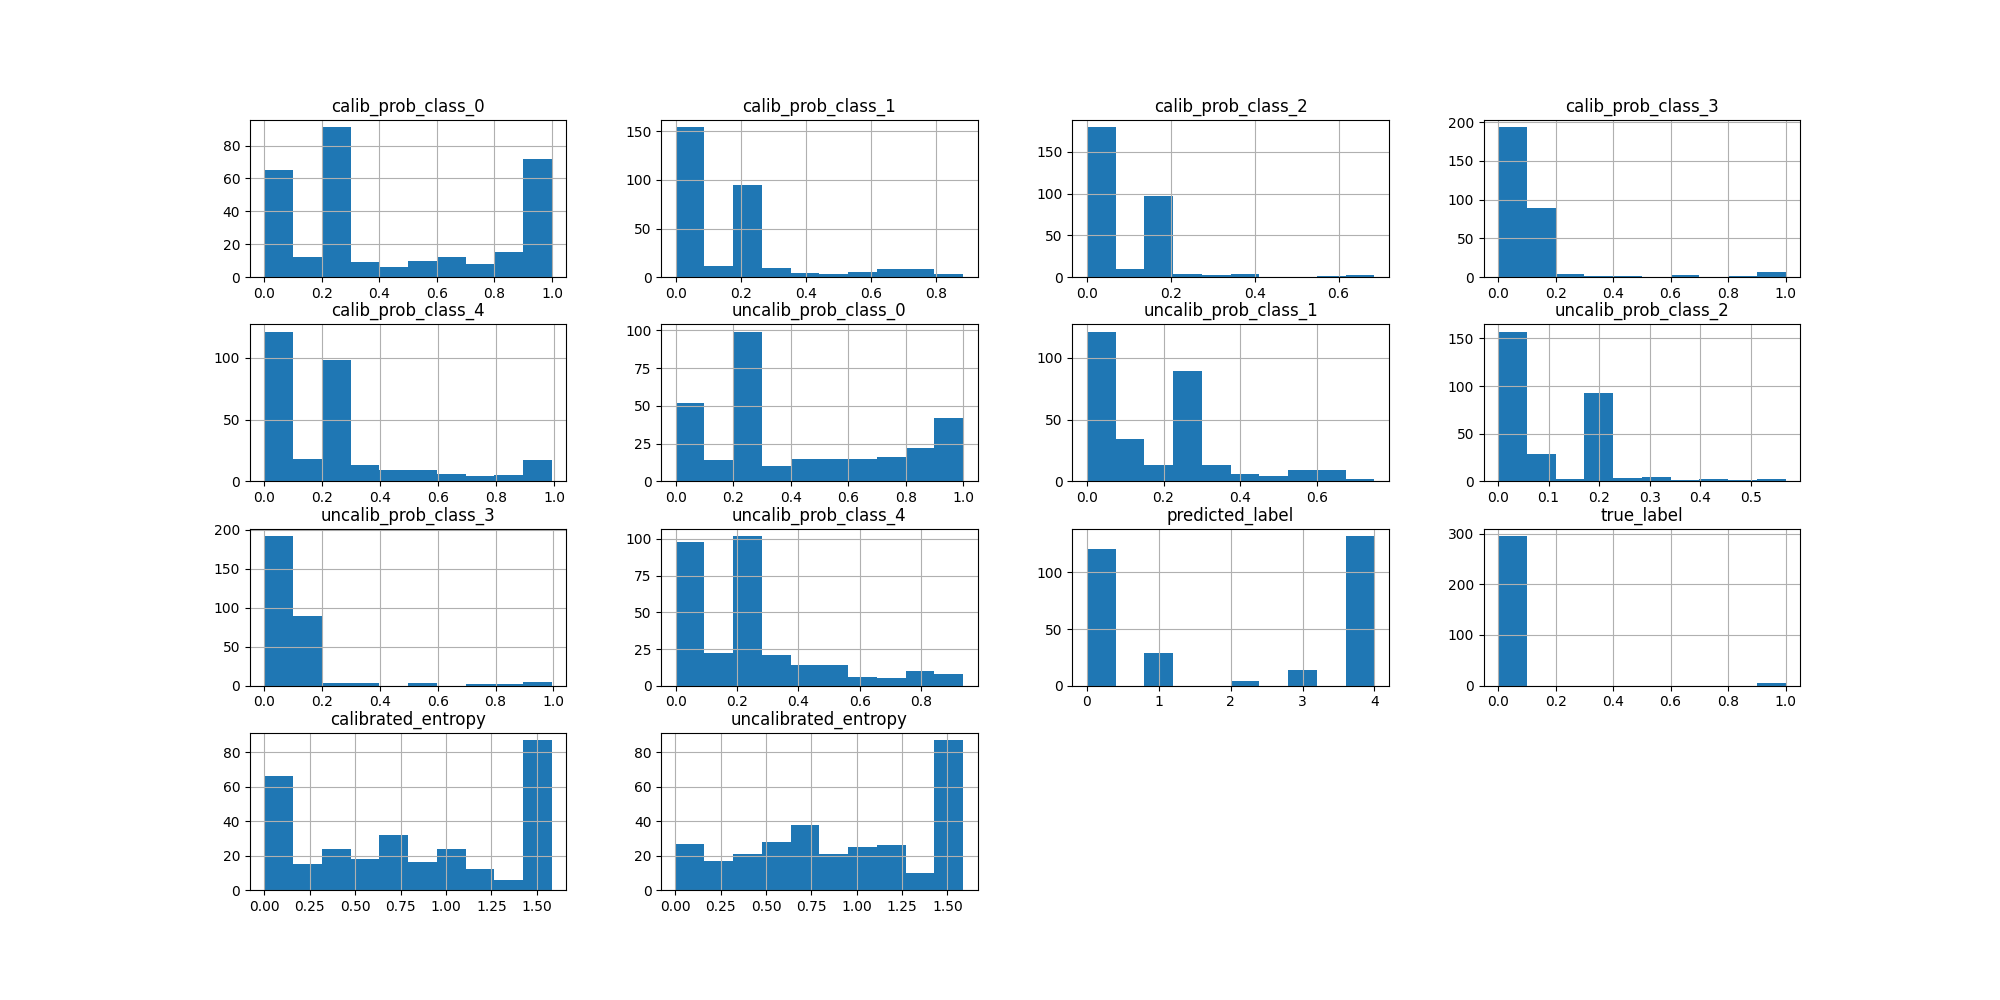 calib_prob_class_0
80
60
40
20
0
0.0 0.2 0.4 0.6 0.8 1.0
calib_prob_class_1
150
100
50
0
0.0 0.2 0.4 0.6 0.8
calib_prob_class_2
150
100
50
0
0.0 0.2 0.4 0.6
calib_prob_class_3
200
150
100
50
0
0.0 0.2 0.4 0.6 0.8 1.0
calib_prob_class_4
100
50
0
0.0 0.2 0.4 0.6 0.8 1.0
uncalib_prob_class_0
100
75
50
25
0
0.0 0.2 0.4 0.6 0.8 1.0
uncalib_prob_class_1
100
50
0
0.0 0.2 0.4 0.6
uncalib_prob_class_2
150
100
50
0
0.0 0.1 0.2 0.3 0.4 0.5
uncalib_prob_class_3
200
150
100
50
0
0.0 0.2 0.4 0.6 0.8 1.0
uncalib_prob_class_4
100
75
50
25
0
0.0 0.2 0.4 0.6 0.8
predicted_label
100
50
0
0 1 2 3 4
true_label
300
200
100
0
0.0 0.2 0.4 0.6 0.8 1.0
calibrated_entropy
80
60
40
20
0
0.00 0.25 0.50 0.75 1.00 1.25 1.50
uncalibrated_entropy
80
60
40
20
0
0.00 0.25 0.50 0.75 1.00 1.25 1.50